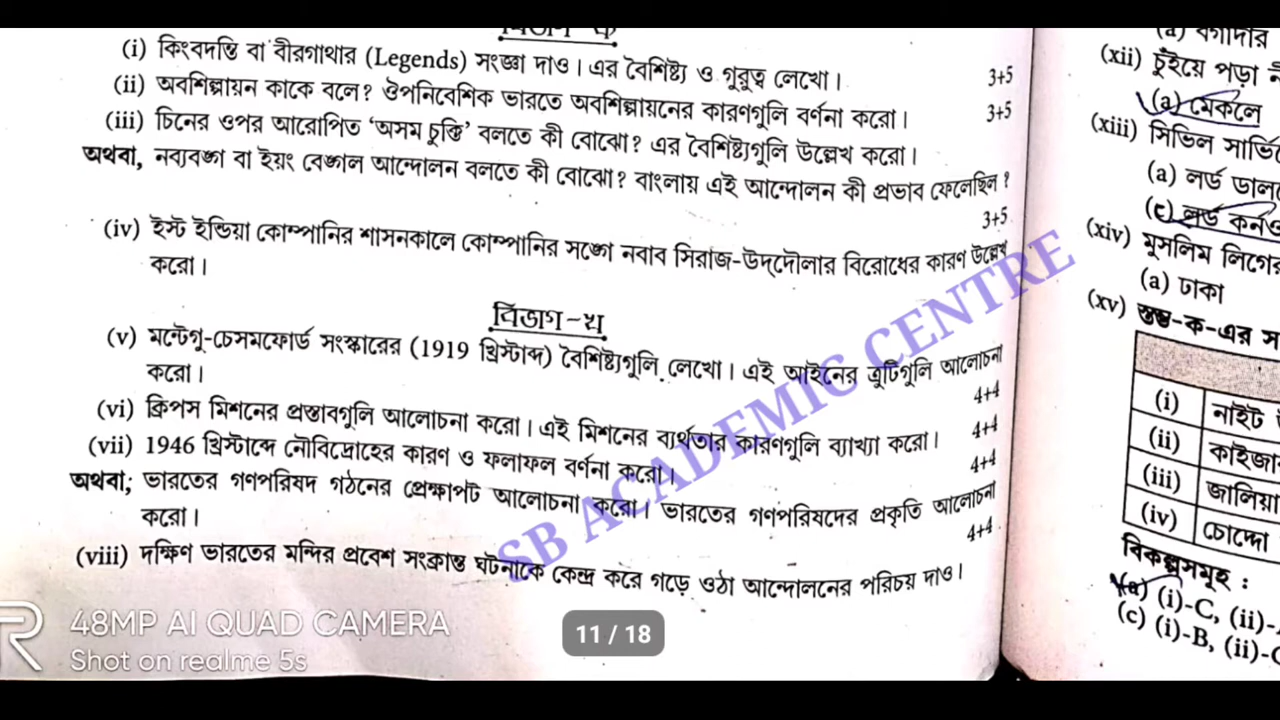 বিভাগ-ক
(i) কিংবদন্তি বা বীরগাথার (Legends) সংজ্ঞা দাও। এর বৈশিষ্ট্য ও গুরুত্ব লেখো। 3+5
(ii) অবশিল্পায়ন কাকে বলে? ঔপনিবেশিক ভারতে অবশিল্পায়নের কারণগুলি বর্ণনা করো। 3+5
(iii) চিনের ওপর আরোপিত ‘অসম চুক্তি’ বলতে কী বোঝো? এর বৈশিষ্ট্যগুলি উল্লেখ করো।
অথবা, নব্যবঙ্গ বা ইয়ং বেঙ্গল আন্দোলন বলতে কী বোঝো? বাংলায় এই আন্দোলন কী প্রভাব ফেলেছিল?
3+5
(iv) ইস্ট ইন্ডিয়া কোম্পানির শাসনকালে কোম্পানির সঙ্গে নবাব সিরাজ-উদ্‌দৌলার বিরোধের কারণ উল্লেখ
করো।
বিভাগ-খ
(v) মন্টেগু-চেসমফোর্ড সংস্কারের (1919 খ্রিস্টাব্দ) বৈশিষ্ট্যগুলি লেখো। এই আইনের ত্রুটিগুলি আলোচনা
করো। 4+4
(vi) ক্রিপস মিশনের প্রস্তাবগুলি আলোচনা করো। এই মিশনের ব্যর্থতার কারণগুলি ব্যাখ্যা করো। 4+4
(vii) 1946 খ্রিস্টাব্দে নৌবিদ্রোহের কারণ ও ফলাফল বর্ণনা করো। 4+4
অথবা, ভারতের গণপরিষদ গঠনের প্রেক্ষাপট আলোচনা করো। ভারতের গণপরিষদের প্রকৃতি আলোচনা
করো। 4+4
(viii) দক্ষিণ ভারতের মন্দির প্রবেশ সংক্রান্ত ঘটনাকে কেন্দ্র করে গড়ে ওঠা আন্দোলনের পরিচয় দাও।
SB ACADEMIC CENTRE
48MP AI QUAD CAMERA
Shot on realme 5s
11 / 18
(a) বর্গাদার
(xii) চুঁইয়ে পড়া
(a) মেকলে
(xiii) সিভিল
(a) লর্ড
(c) লর্ড
(xiv) মুসলিম লিগের
(a) ঢাকা
(xv) স্তম্ভ-ক-এর
(i) নাইট
(ii)
(iii)
(iv) চোদ্দো
বিকল্পসমূহ :
(a) (i)-C, (ii)-
(c) (i)-B, (ii)-